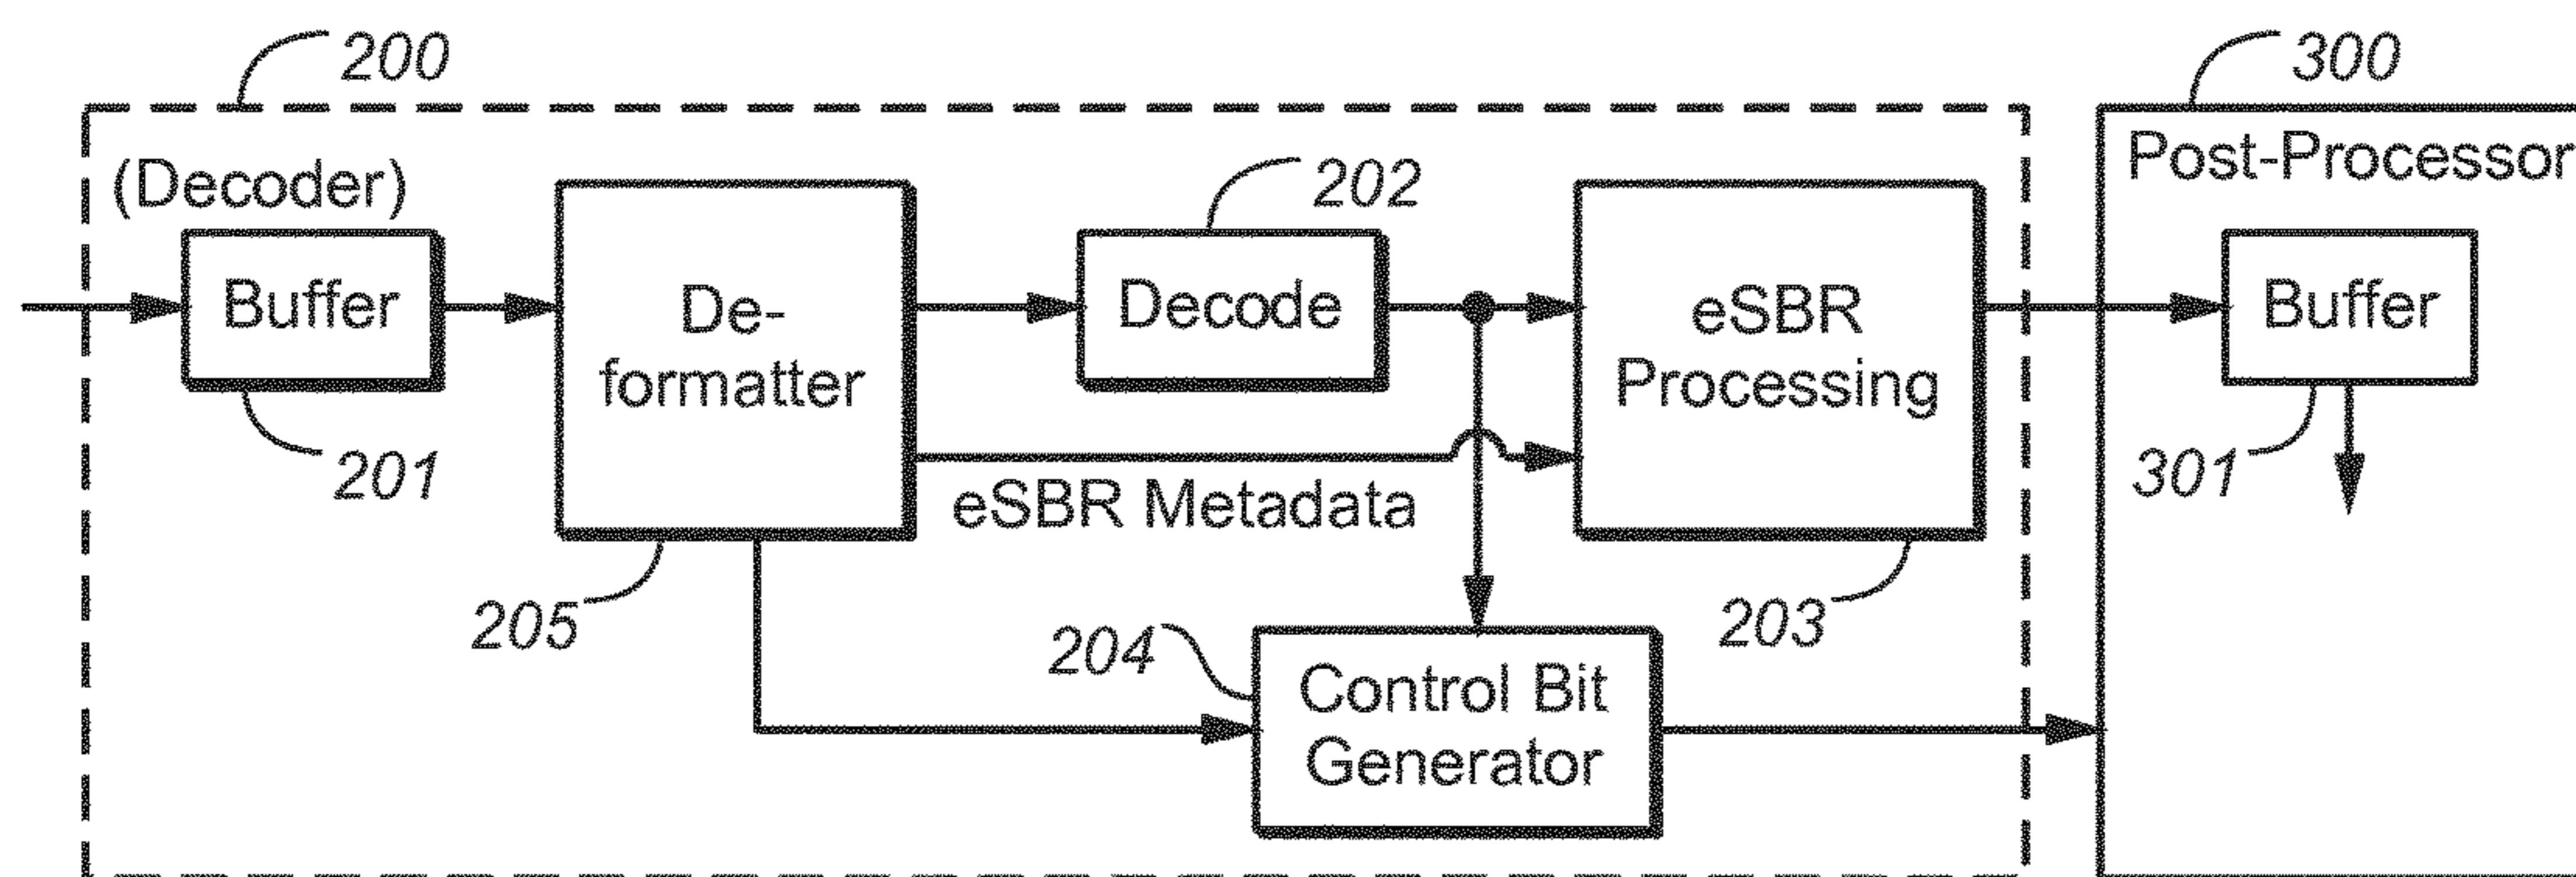 200
300
(Decoder)
Post-Processor
202
Buffer
De-
formatter
Decode
eSBR
Processing
Buffer
201
eSBR Metadata
301
205
204
203
Control Bit
Generator